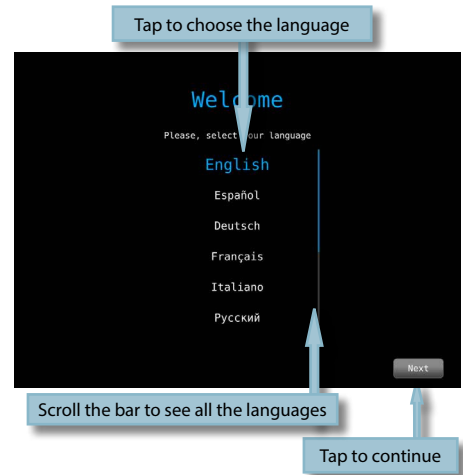 Tap to choose the language
Welcome
Please, select your language
English
Español
Deutsch
Français
Italiano
Русский
Next
Scroll the bar to see all the languages
Tap to continue